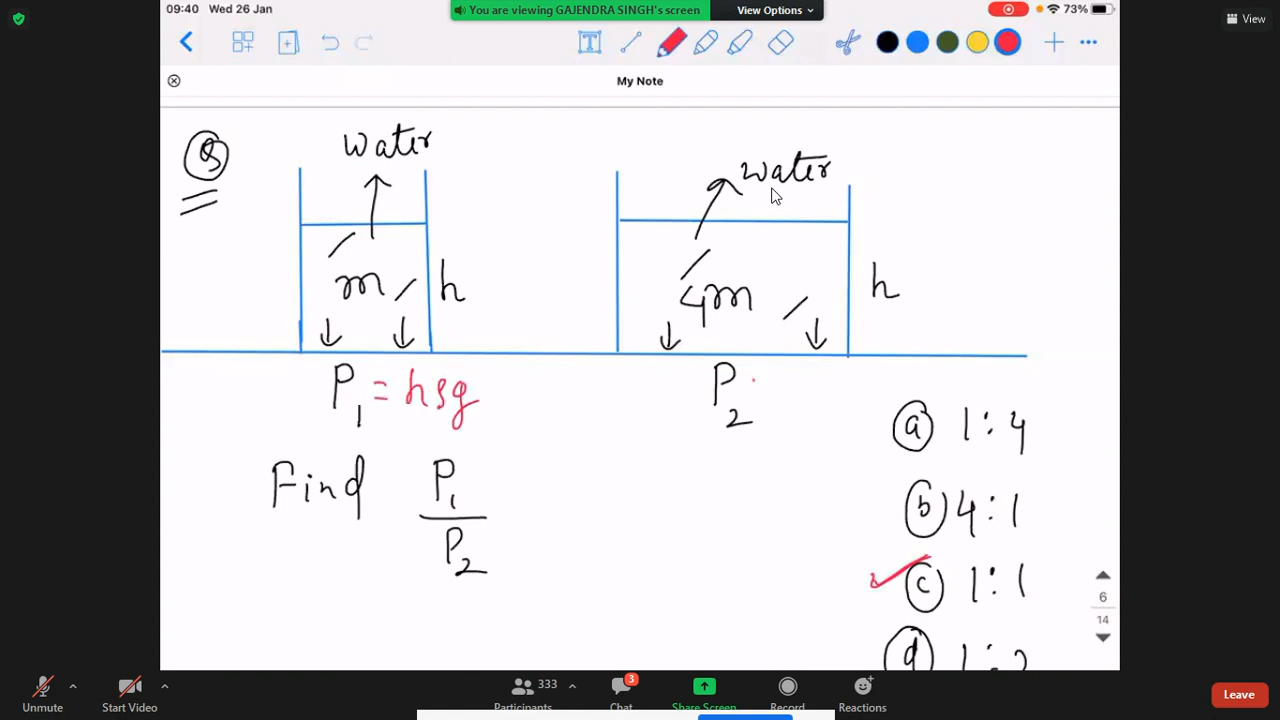 09:40 Wed 26 Jan
You are viewing GAJENDRA SINGH's screen
View Options
73%
View
My Note
Q
Water
water
m
h
4m
h
P1 = hρg
P2
Find P1/P2
a 1:4
b 4:1
c 1:1
d 1:2
6
14
Unmute
Start Video
333
Participants
3
Chat
Share Screen
Record
Reactions
Leave